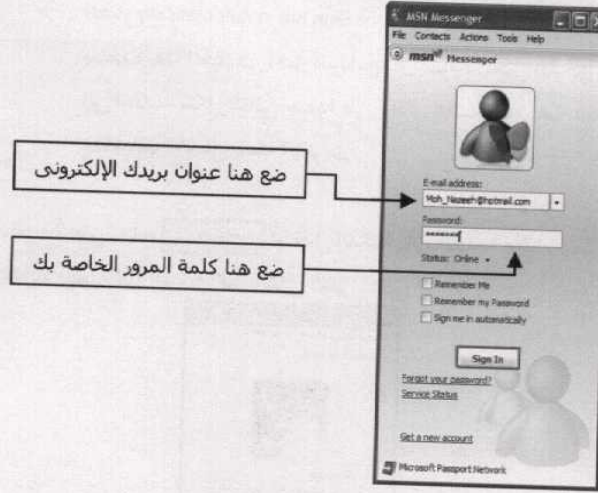 MSN Messenger
File Contacts Actions Tools Help
msn Messenger
E-mail address:
Moh_Nazeeh@hotmail.com
Password:
*******
Status: Online
Remember Me
Remember my Password
Sign me in automatically
Sign In
Forgot your password?
Service Status
Get a new account
Microsoft Passport Network
ضع هنا عنوان بريدك الإلكترونى
ضع هنا كلمة المرور الخاصة بك